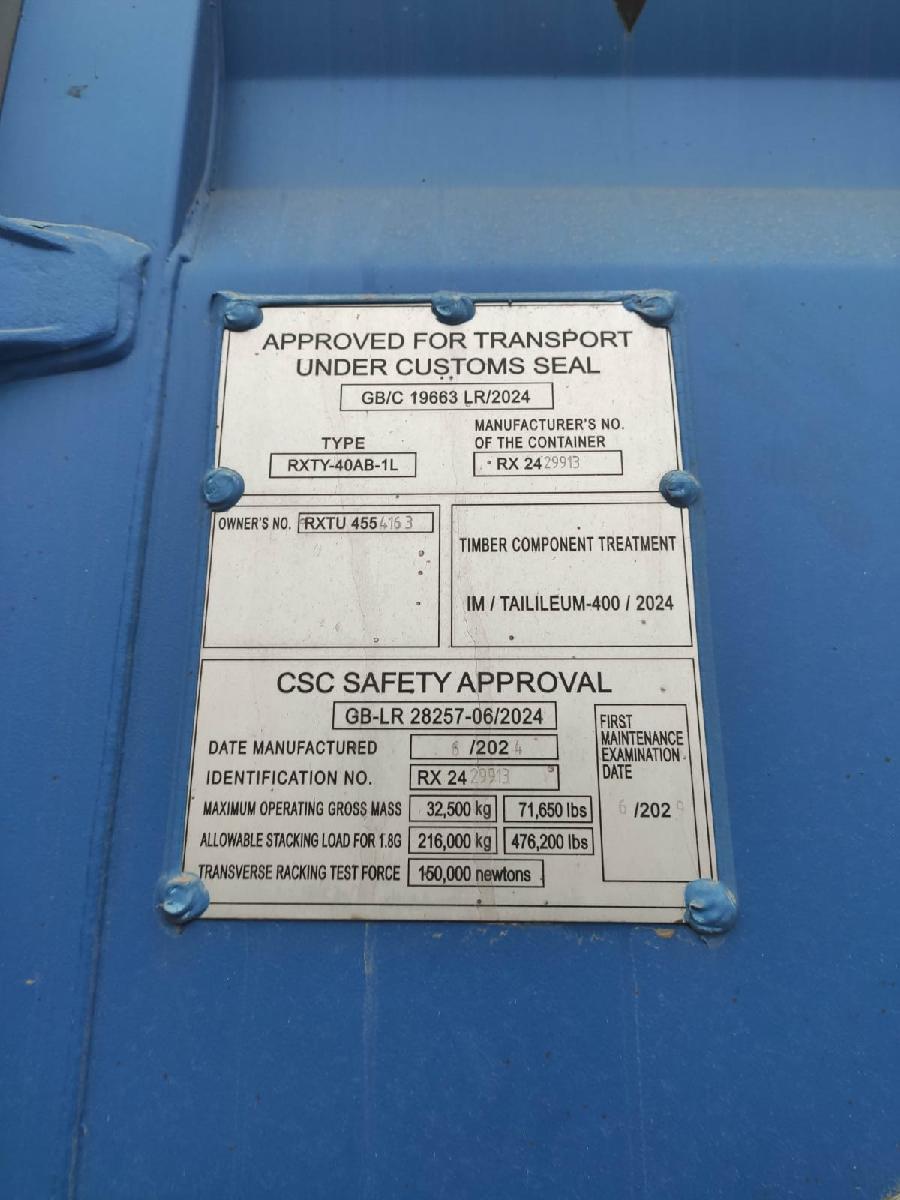 APPROVED FOR TRANSPORT
UNDER CUSTOMS SEAL
GB/C 19663 LR/2024
TYPE
RXTY-40AB-1L
MANUFACTURER'S NO.
OF THE CONTAINER
RX 2429913
OWNER'S NO. RXTU 4554163
TIMBER COMPONENT TREATMENT
IM / TAILILEUM-400 / 2024
CSC SAFETY APPROVAL
GB-LR 28257-06/2024
DATE MANUFACTURED 6 /2024
IDENTIFICATION NO. RX 2429913
MAXIMUM OPERATING GROSS MASS 32,500 kg 71,650 lbs
ALLOWABLE STACKING LOAD FOR 1.8G 216,000 kg 476,200 lbs
TRANSVERSE RACKING TEST FORCE 150,000 newtons
FIRST
MAINTENANCE
EXAMINATION
DATE
6 /2029